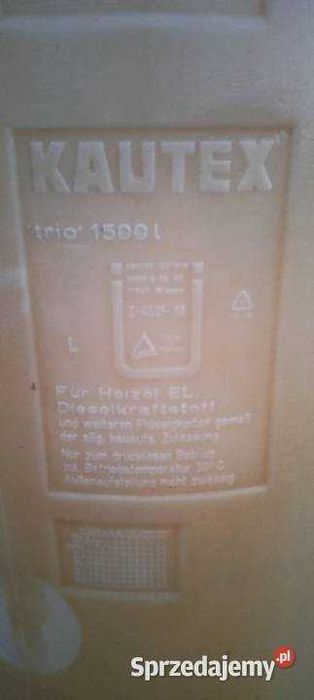 KAUTEX
'trio' 1500 l
L
Für Heizöl EL,
Dieselkraftstoff
und weiteren Flüssigkeiten gemäß
der allg. bauaufs. Zulassung
Nur zum drucklosen Betrieb
zul. Betriebstemperatur 30° C
Außenaufstellung nicht zulässig
Sprzedajemy.pl